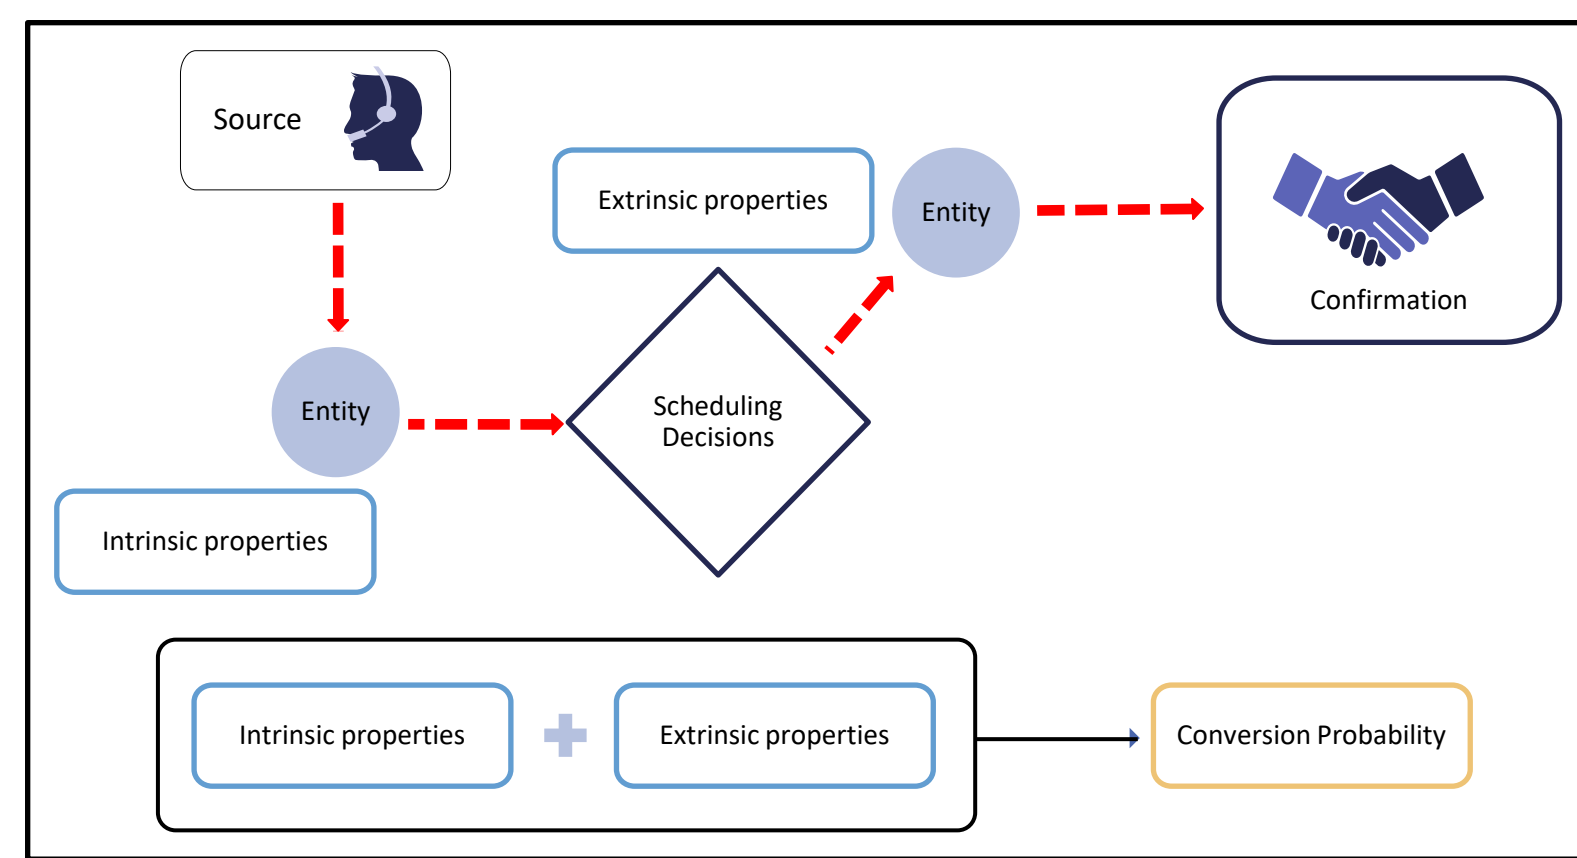 Source
Extrinsic properties
Entity
Confirmation
Entity
Scheduling
Decisions
Intrinsic properties
Intrinsic properties
Extrinsic properties
Conversion Probability